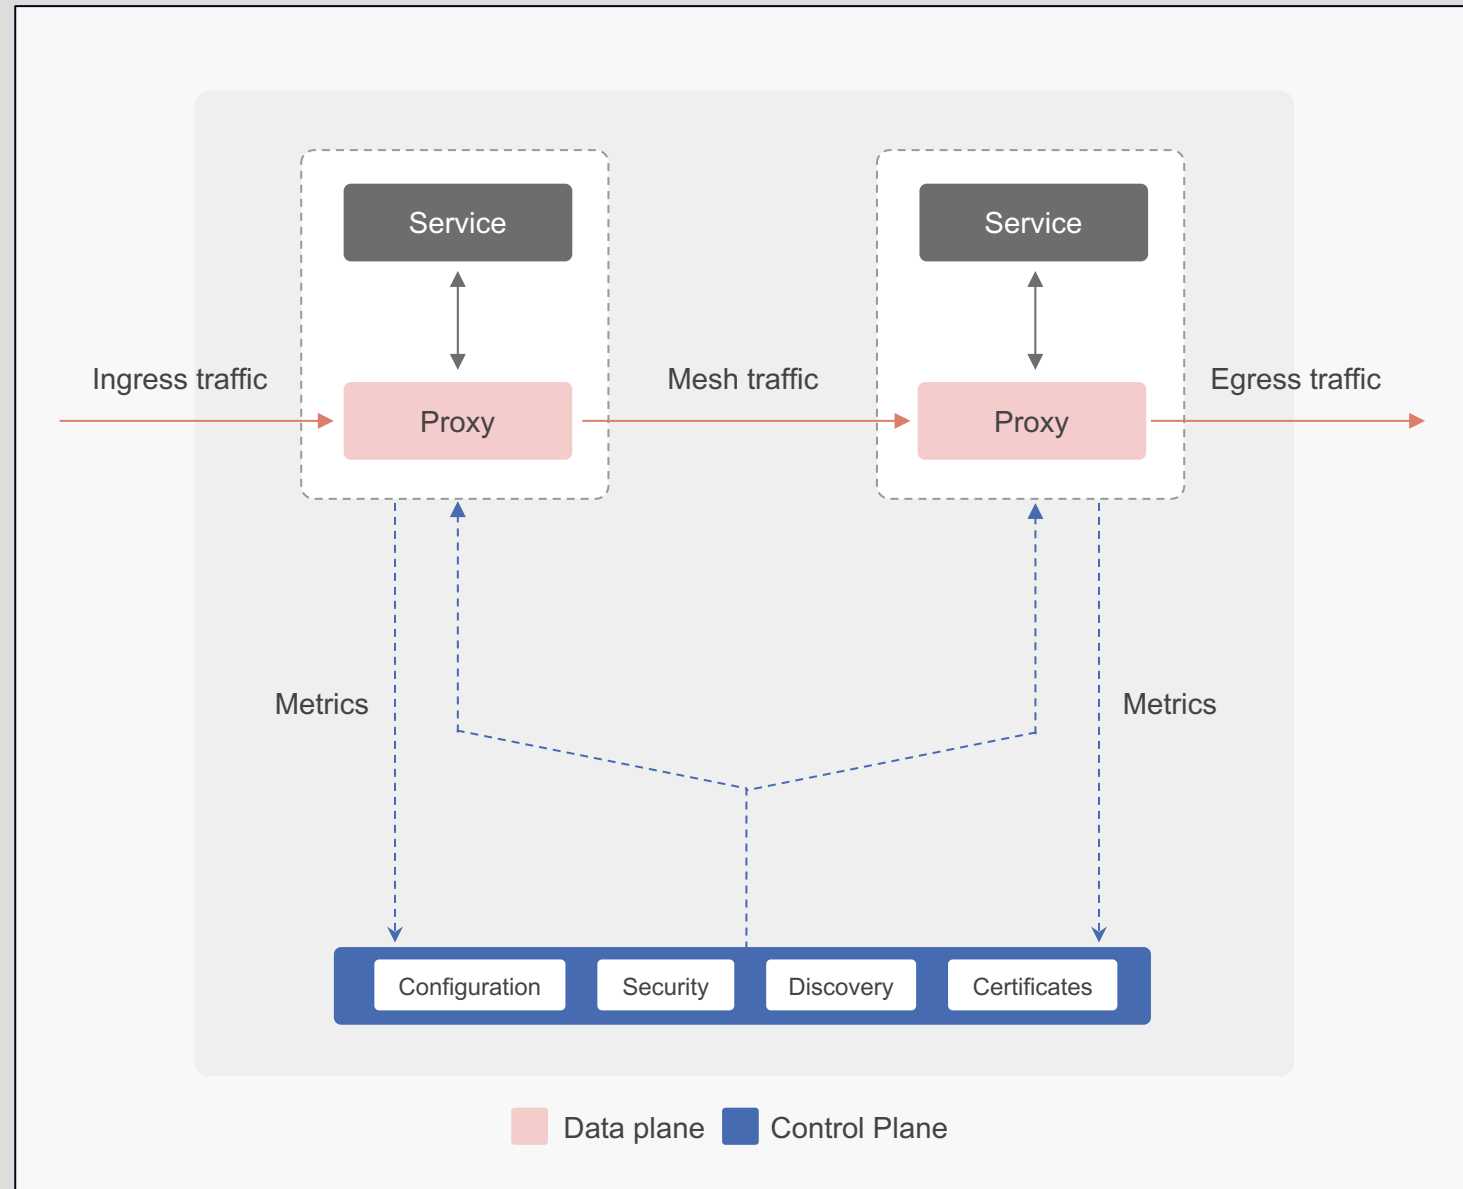 Service
Service
Ingress traffic
Mesh traffic
Egress traffic
Proxy
Proxy
Metrics
Metrics
Configuration
Security
Discovery
Certificates
Data plane
Control Plane